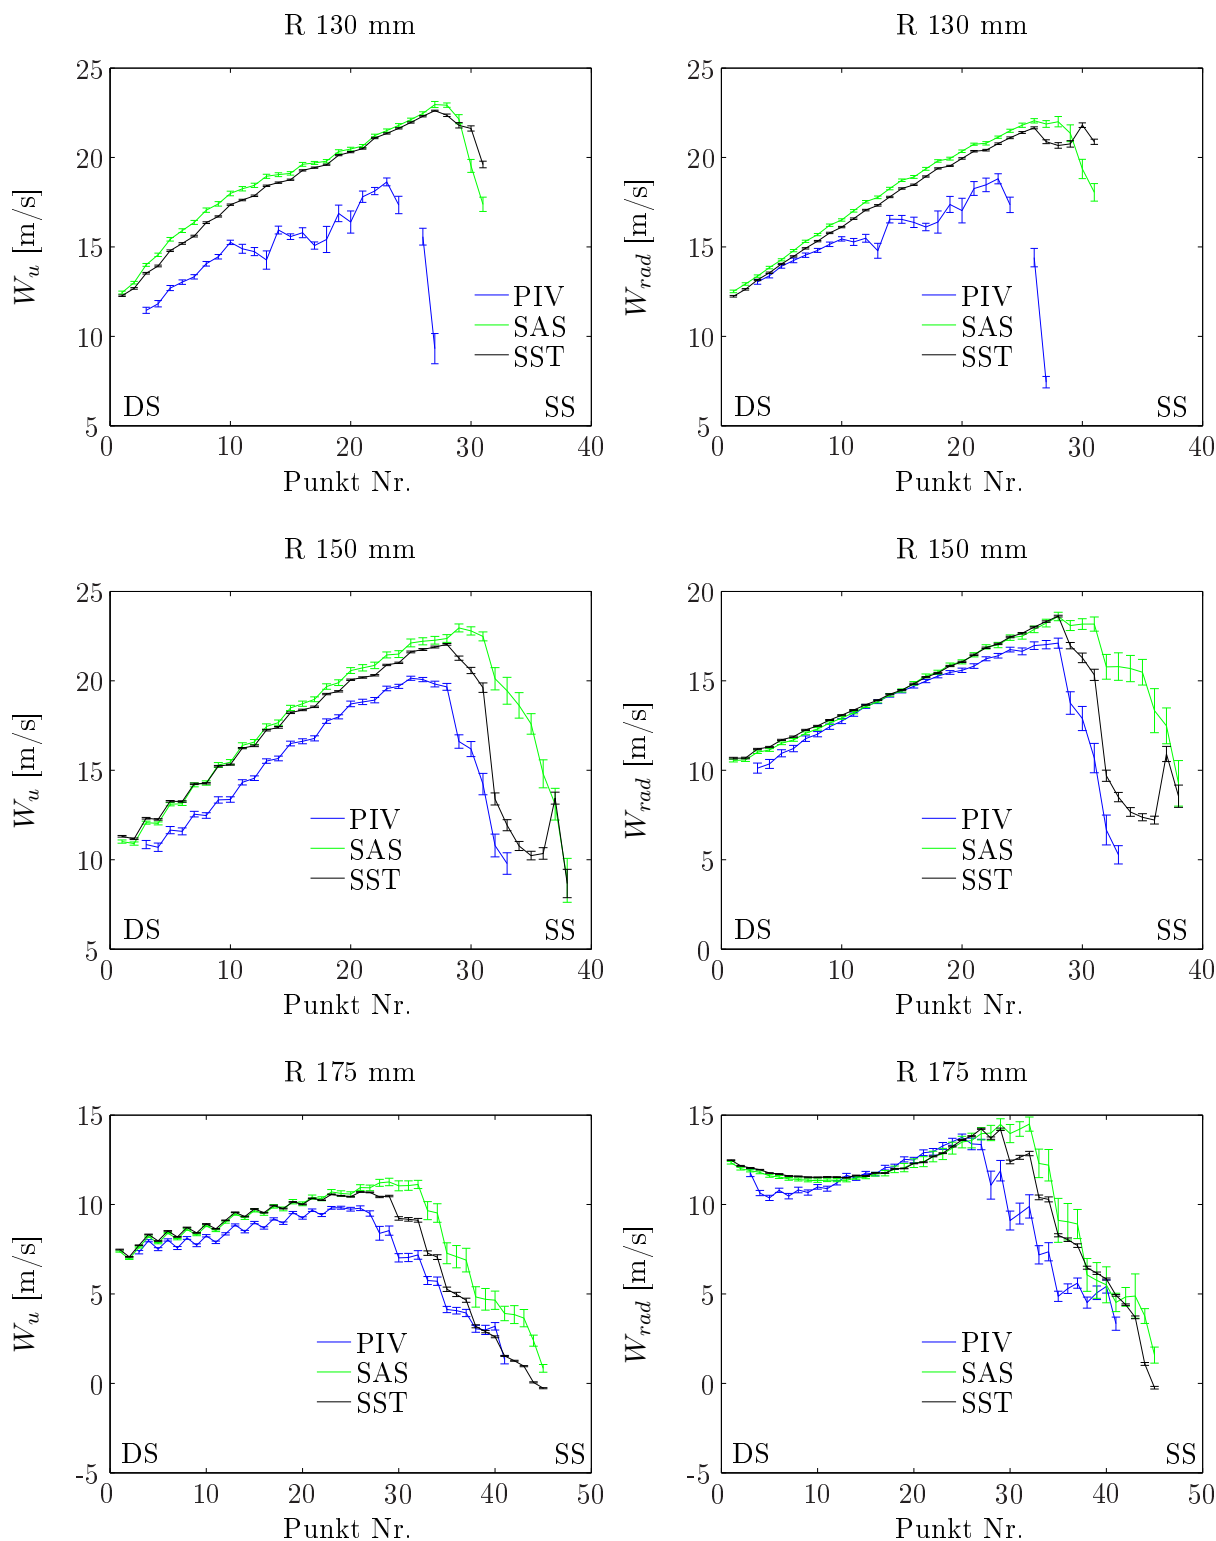 R 130 mm
25
20
15
10
5
W_u [m/s]
PIV
SAS
SST
DS
SS
0 10 20 30 40
Punkt Nr.
R 130 mm
25
20
15
10
5
W_rad [m/s]
PIV
SAS
SST
DS
SS
0 10 20 30 40
Punkt Nr.
R 150 mm
25
20
15
10
5
W_u [m/s]
PIV
SAS
SST
DS
SS
0 10 20 30 40
Punkt Nr.
R 150 mm
20
15
10
5
0
W_rad [m/s]
PIV
SAS
SST
DS
SS
0 10 20 30 40
Punkt Nr.
R 175 mm
15
10
5
0
-5
W_u [m/s]
PIV
SAS
SST
DS
SS
0 10 20 30 40 50
Punkt Nr.
R 175 mm
15
10
5
0
-5
W_rad [m/s]
PIV
SAS
SST
DS
SS
0 10 20 30 40 50
Punkt Nr.